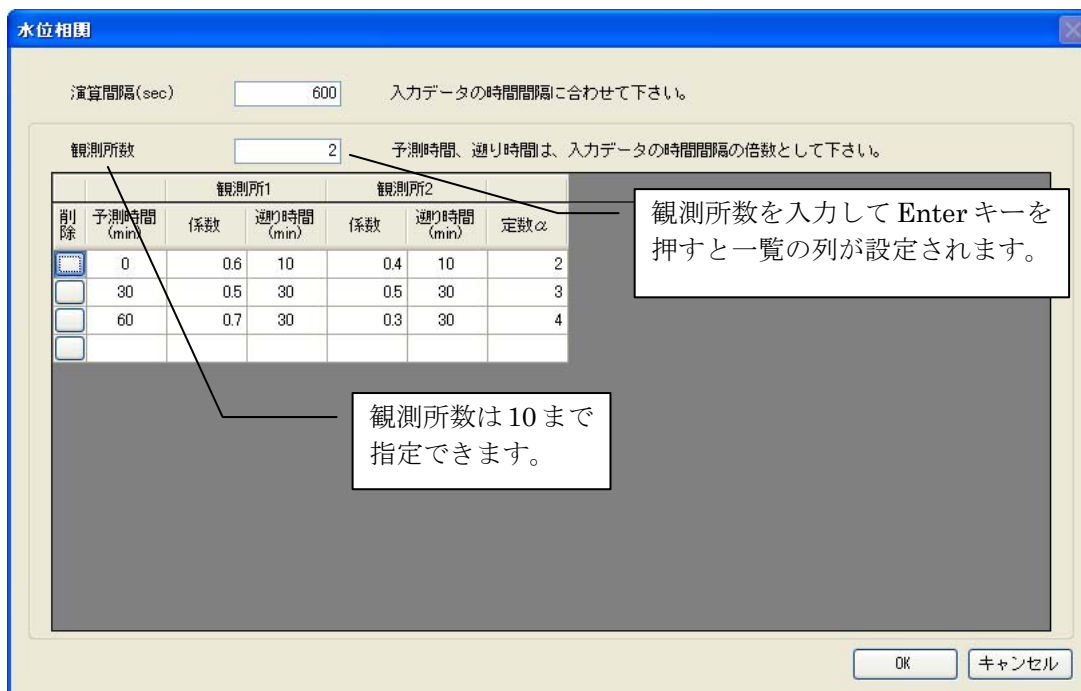 水位相関
演算間隔(sec) 600 入力データの時間間隔に合わせて下さい。
観測所数 2 予測時間、遡り時間は、入力データの時間間隔の倍数として下さい。
観測所1 観測所2
削除 予測時間(min) 係数 遡り時間(min) 係数 遡り時間(min) 定数α
0 0.6 10 0.4 10 2
30 0.5 30 0.5 30 3
60 0.7 30 0.3 30 4
観測所数を入力して Enter キーを
押すと一覧の列が設定されます。
観測所数は 10 まで
指定できます。
OK キャンセル